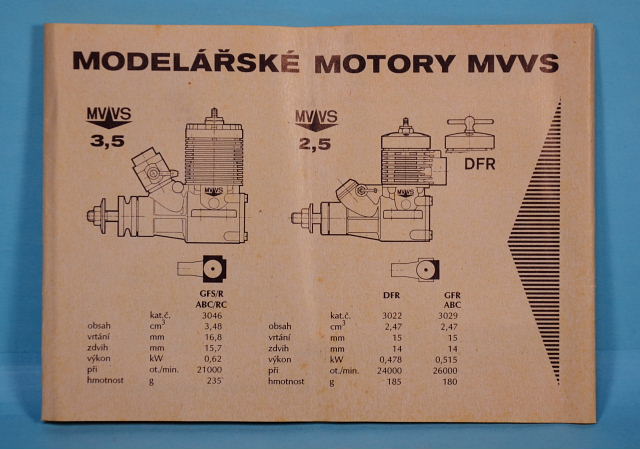 MODELÁŘSKÉ MOTORY MVVS
MVVS
3,5
MVVS
2,5
DFR
MVVS
MVVS
GFS/R
ABC/RC
kat.č. 3046
obsah cm³ 3,48
vrtání mm 16,8
zdvih mm 15,7
výkon kW 0,62
při ot./min. 21000
hmotnost g 235
DFR GFR
ABC
kat.č. 3022 3029
obsah cm³ 2,47 2,47
vrtání mm 15 15
zdvih mm 14 14
výkon kW 0,478 0,515
při ot./min. 24000 26000
hmotnost g 185 180